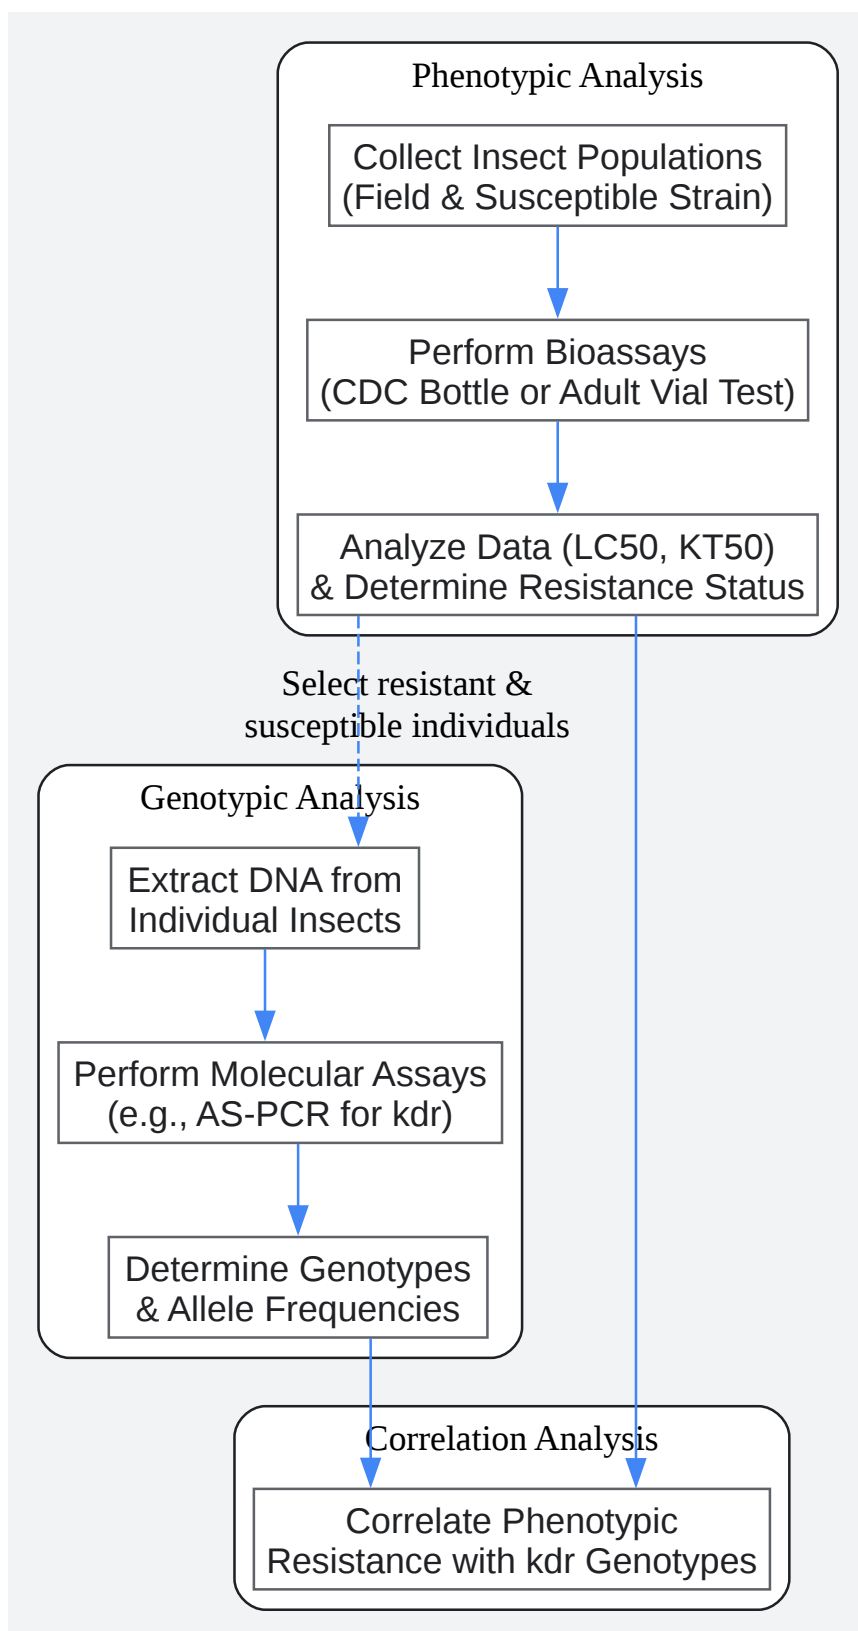 Phenotypic Analysis
Collect Insect Populations
(Field & Susceptible Strain)
Perform Bioassays
(CDC Bottle or Adult Vial Test)
Analyze Data (LC50, KT50)
& Determine Resistance Status
Select resistant &
susceptible individuals
Genotypic Analysis
Extract DNA from
Individual Insects
Perform Molecular Assays
(e.g., AS-PCR for kdr)
Determine Genotypes
& Allele Frequencies
Correlation Analysis
Correlate Phenotypic
Resistance with kdr Genotypes